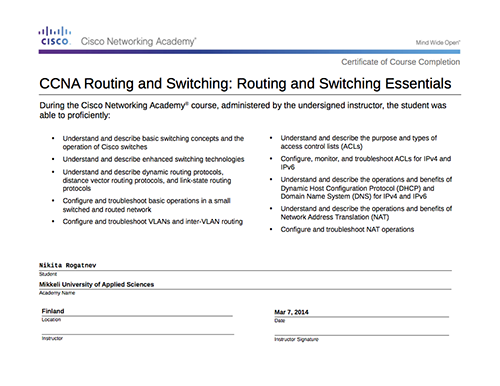 CISCO
Cisco Networking Academy®
Mind Wide Open®
Certificate of Course Completion
CCNA Routing and Switching: Routing and Switching Essentials
During the Cisco Networking Academy® course, administered by the undersigned instructor, the student was
able to proficiently:
• Understand and describe basic switching concepts and the
operation of Cisco switches
• Understand and describe enhanced switching technologies
• Understand and describe dynamic routing protocols,
distance vector routing protocols, and link-state routing
protocols
• Configure and troubleshoot basic operations in a small
switched and routed network
• Configure and troubleshoot VLANs and inter-VLAN routing
• Understand and describe the purpose and types of
access control lists (ACLs)
• Configure, monitor, and troubleshoot ACLs for IPv4 and
IPv6
• Understand and describe the operations and benefits of
Dynamic Host Configuration Protocol (DHCP) and
Domain Name System (DNS) for IPv4 and IPv6
• Understand and describe the operations and benefits of
Network Address Translation (NAT)
• Configure and troubleshoot NAT operations
Nikita Rogatnev
Student
Mikkeli University of Applied Sciences
Academy Name
Finland
Location
Mar 7, 2014
Date
Instructor
Instructor Signature